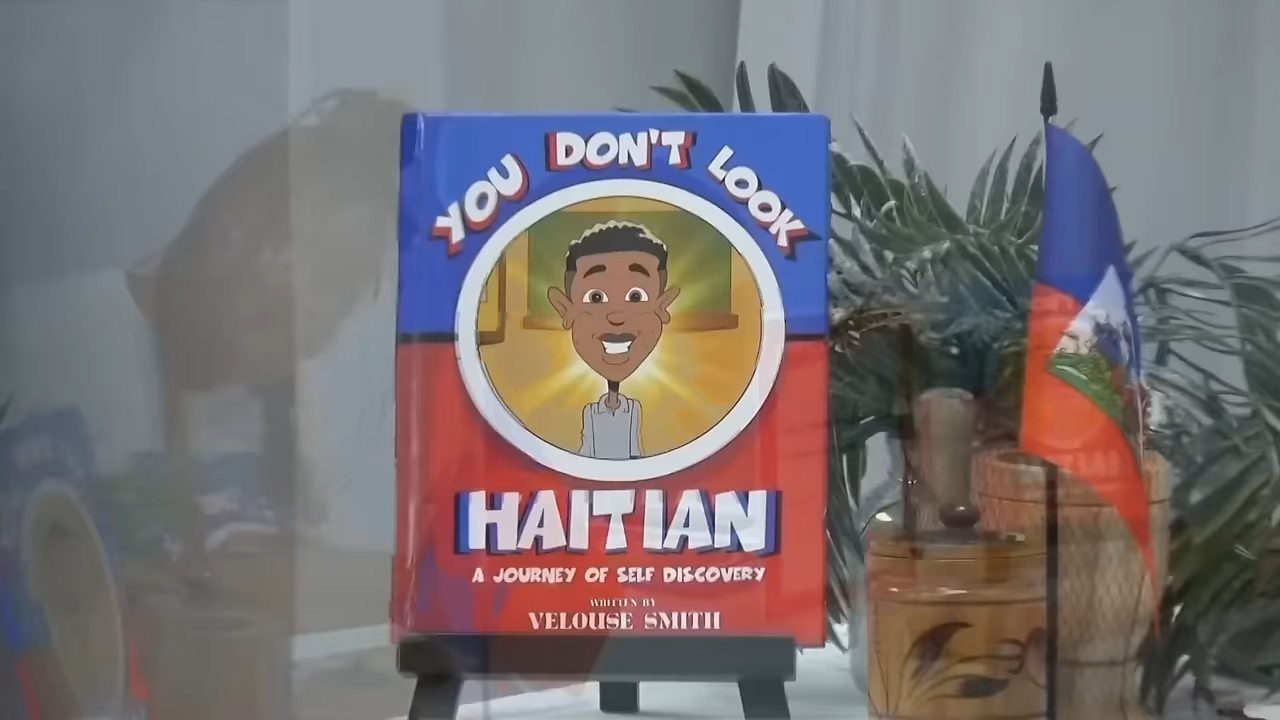 YOU DON'T LOOK
HAITIAN
A JOURNEY OF SELF DISCOVERY
WRITTEN BY
VELOUSE SMITH